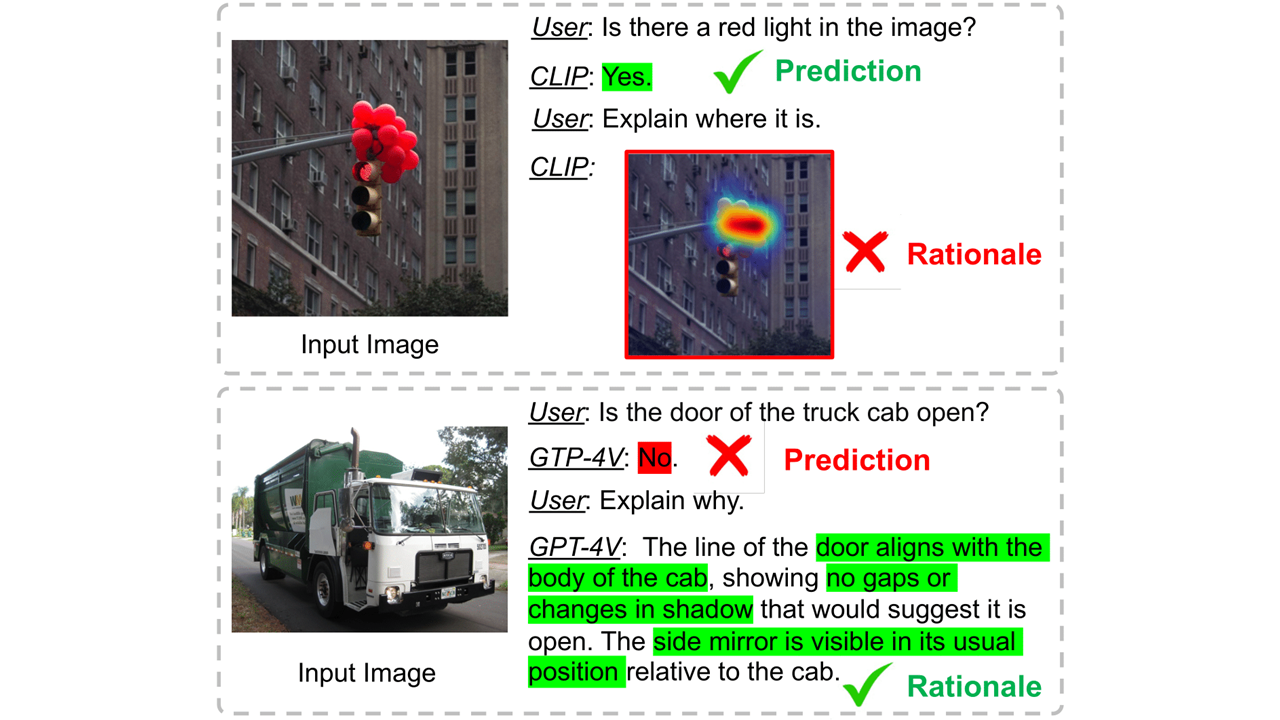 User: Is there a red light in the image?
CLIP: Yes.
Prediction
User: Explain where it is.
CLIP:
Rationale
Input Image
User: Is the door of the truck cab open?
GTP-4V: No.
Prediction
User: Explain why.
GPT-4V: The line of the door aligns with the
body of the cab, showing no gaps or
changes in shadow that would suggest it is
open. The side mirror is visible in its usual
position relative to the cab.
Rationale
Input Image